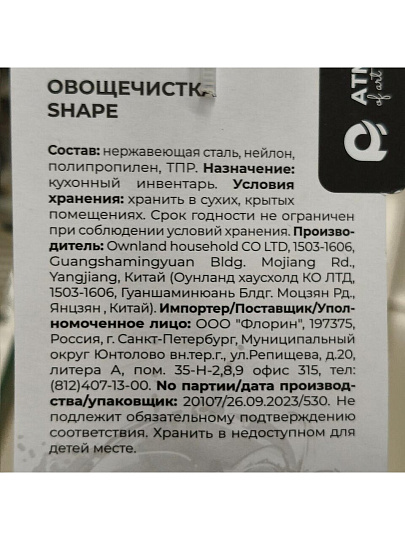 ОВОЩЕЧИСТКА
SHAPE
ATM
of art
Состав: нержавеющая сталь, нейлон,
полипропилен, ТПР. Назначение:
кухонный инвентарь. Условия
хранения: хранить в сухих, крытых
помещениях. Срок годности не ограничен
при соблюдении условий хранения. Произво-
дитель: Ownland household CO LTD, 1503-1606,
Guangshamingyuan Bldg. Mojiang Rd.,
Yangjiang, Китай (Оунланд хаусхолд КО ЛТД,
1503-1606, Гуаншаминюань Блдг. Моцзян Рд.,
Янцзян , Китай). Импортер/Поставщик/Упол-
номоченное лицо: ООО "Флорин", 197375,
Россия, г. Санкт-Петербург, Муниципальный
округ Юнтолово вн.тер.г., ул.Репищева, д.20,
литера А, пом. 35-Н-2,8,9 офис 315, тел:
(812)407-13-00. No партии/дата производ-
ства/упаковщик: 20107/26.09.2023/530. Не
подлежит обязательному подтверждению
соответствия. Хранить в недоступном для
детей месте.